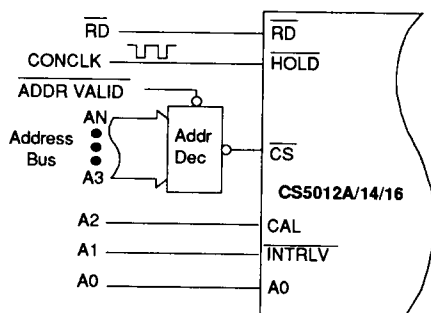 RD RD
CONCLK HOLD
ADDR VALID
AN
Address
Bus
Addr
Dec
CS
A3
CS5012A/14/16
A2 CAL
A1 INTRLV
A0 A0